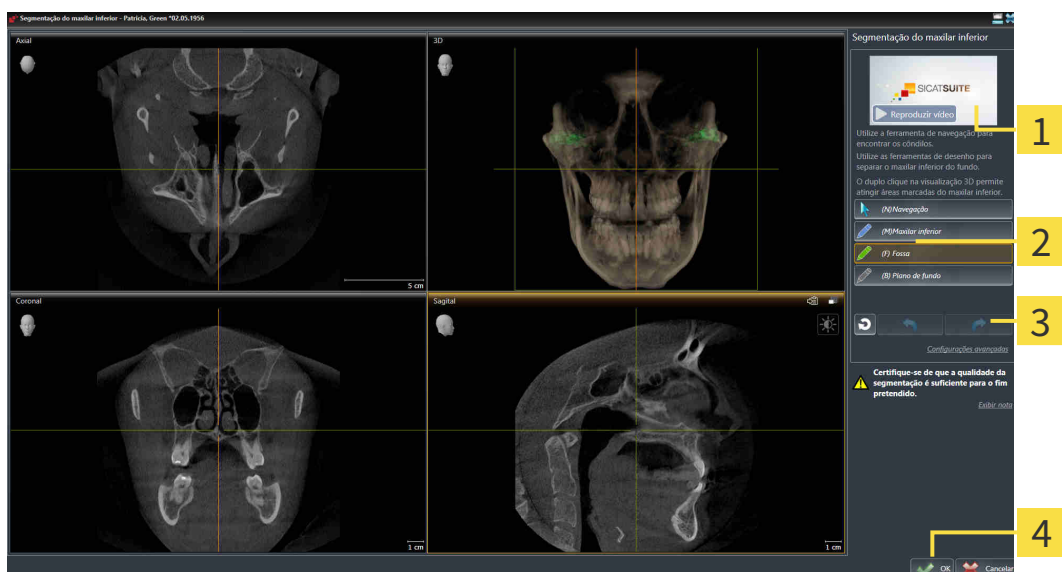 Segmentação do maxilar inferior - Patricia, Green *02.05.1956
Axial
5 cm
3D
Coronal
1 cm
Sagital
1 cm
Segmentação do maxilar inferior
SICATSUITE
Reproduzir vídeo
Utilize a ferramenta de navegação para
encontrar os côndilos.
Utilize as ferramentas de desenho para
separar o maxilar inferior do fundo.
O duplo clique na visualização 3D permite
atingir áreas marcadas do maxilar inferior.
(N)Navegação
(M)Maxilar inferior
(F) Fossa
(B) Plano de fundo
Configurações avançadas
Certifique-se de que a qualidade da
segmentação é suficiente para o fim
pretendido.
Exibir nota
OK
Cancelar
1
2
3
4